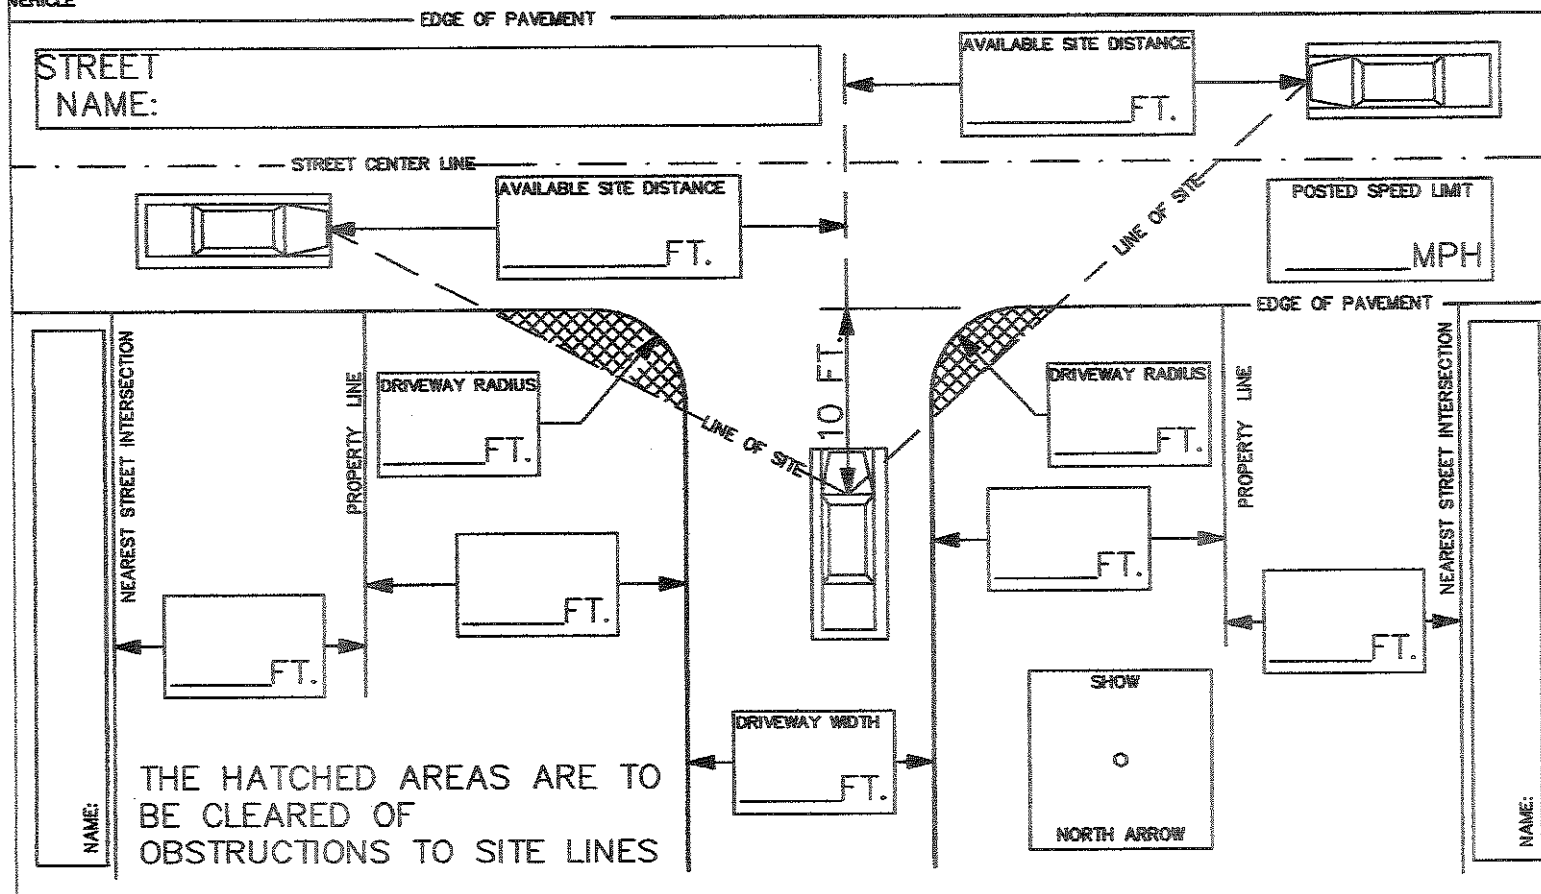 VEHICLE
EDGE OF PAVEMENT
STREET
NAME:
AVAILABLE SITE DISTANCE
FT.
STREET CENTER LINE
AVAILABLE SITE DISTANCE
FT.
LINE OF SITE
POSTED SPEED LIMIT
MPH
EDGE OF PAVEMENT
NEAREST STREET INTERSECTION
PROPERTY LINE
DRIVEWAY RADIUS
FT.
10 FT.
LINE OF SITE
DRIVEWAY RADIUS
FT.
PROPERTY LINE
NEAREST STREET INTERSECTION
FT.
FT.
FT.
FT.
DRIVEWAY WIDTH
FT.
SHOW
NORTH ARROW
THE HATCHED AREAS ARE TO
BE CLEARED OF
OBSTRUCTIONS TO SITE LINES
NAME:
NAME: